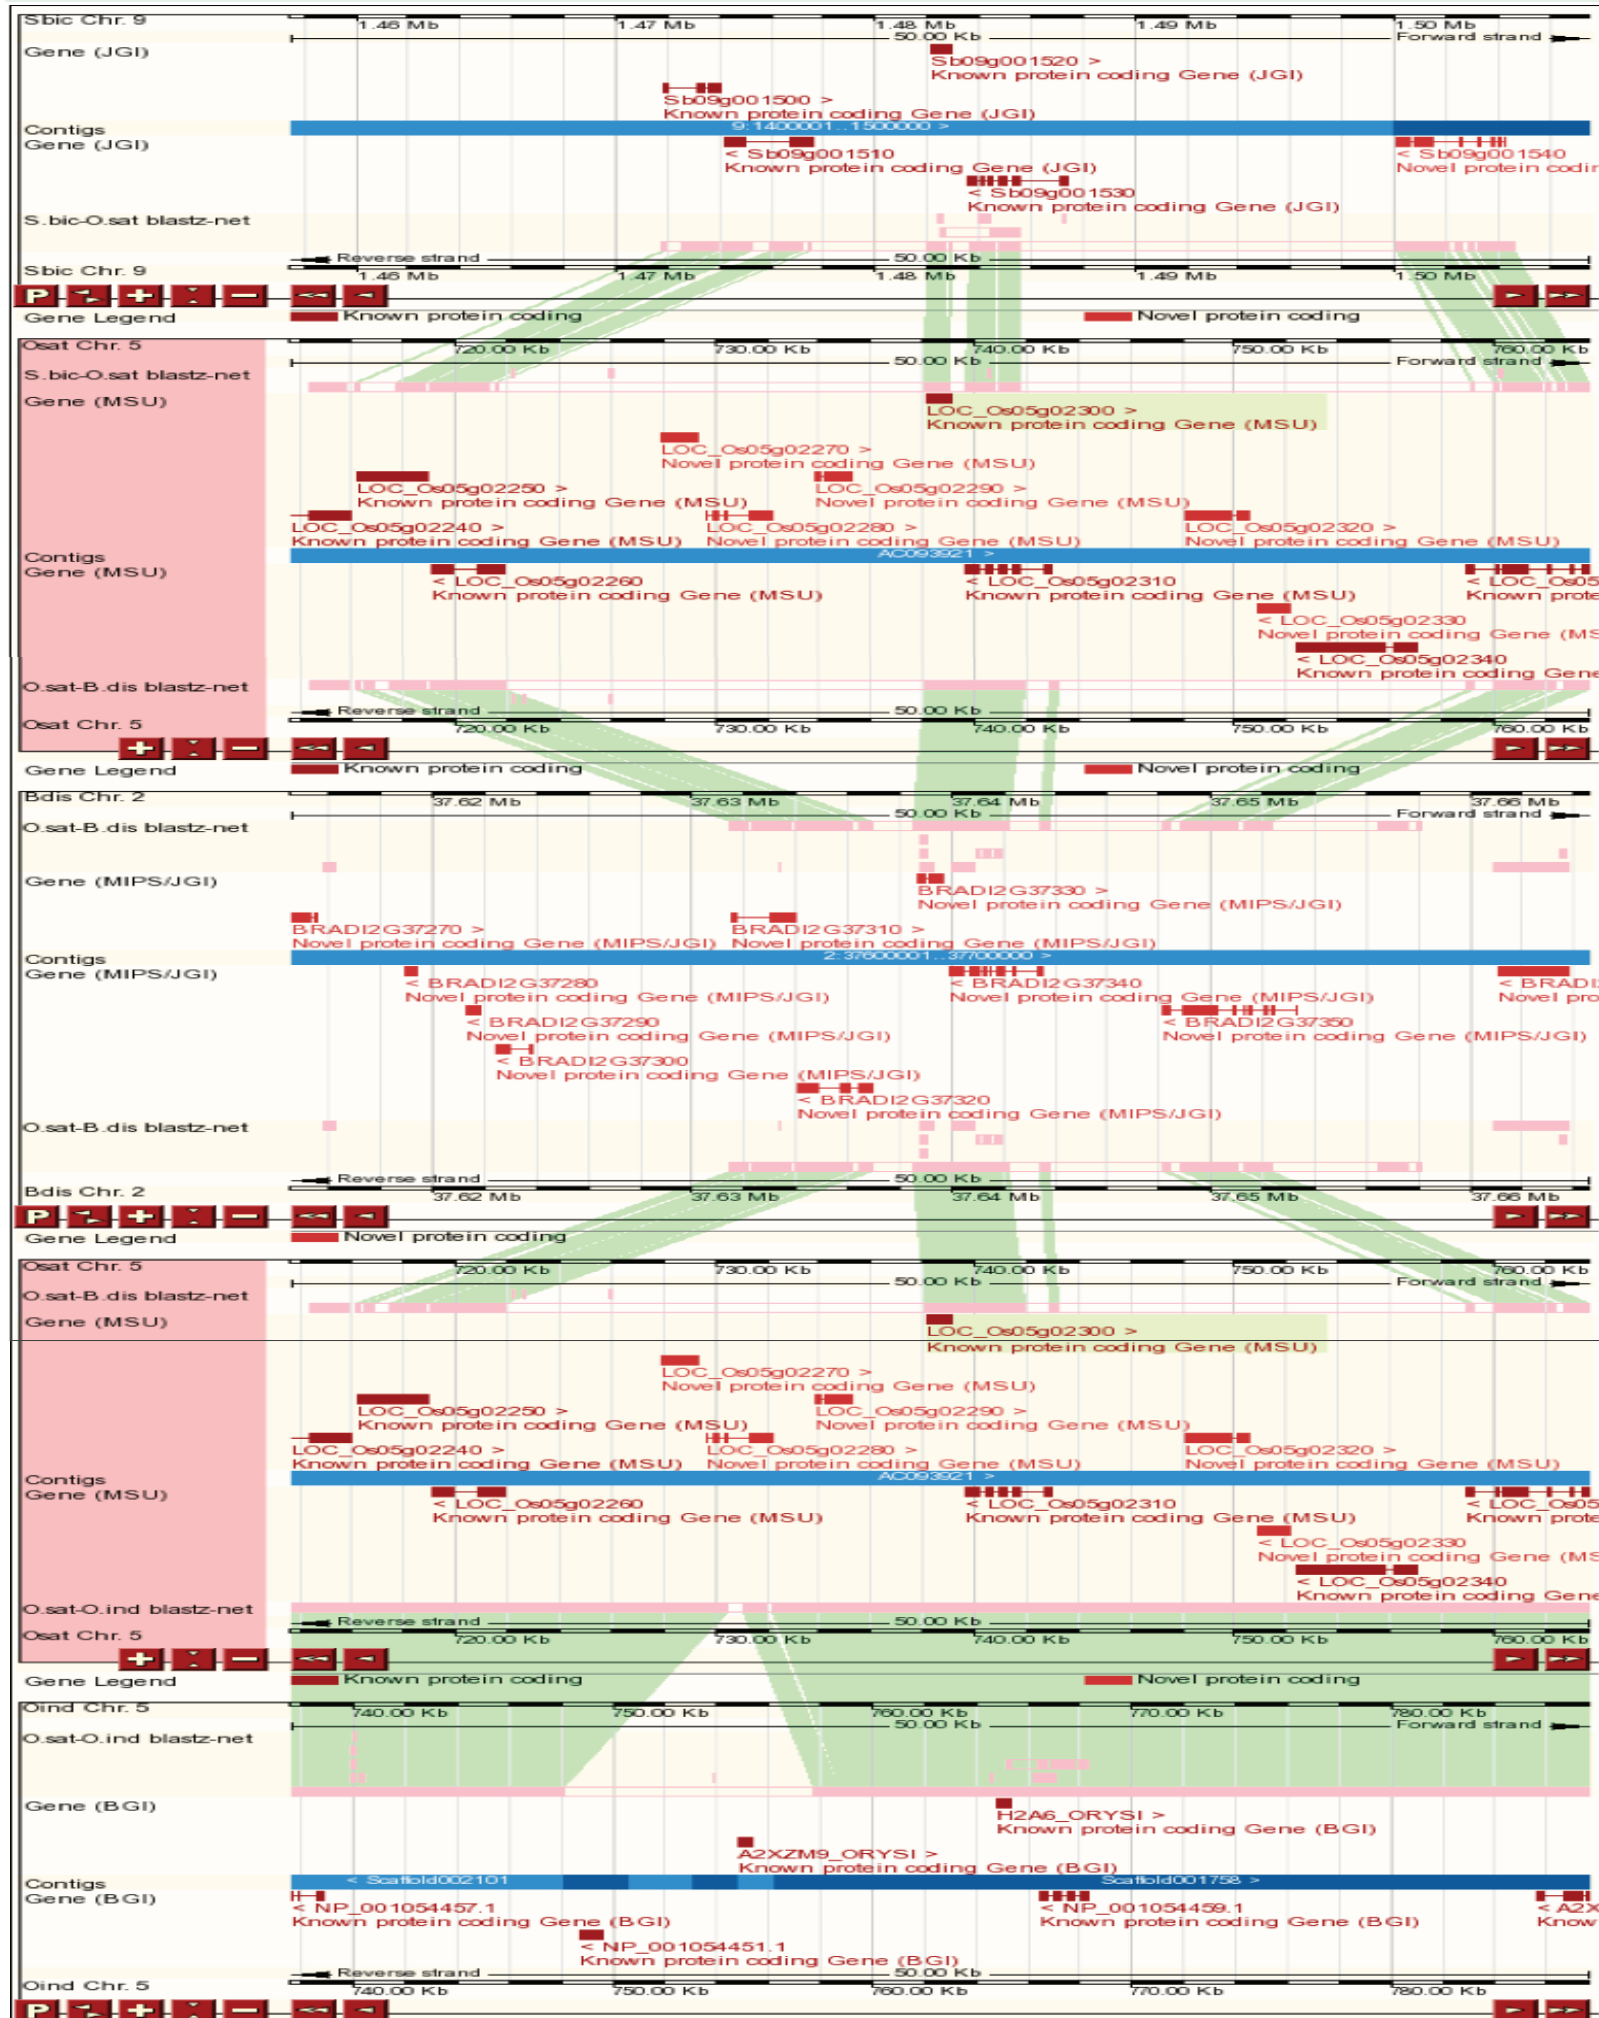 Sbic Chr. 9
1.46 Mb 1.47 Mb 1.48 Mb 1.49 Mb 1.50 Mb
50.00 Kb Forward strand
Gene (JGI)
Sb09g001520 >
Known protein coding Gene (JGI)
Sb09g001500 >
Known protein coding Gene (JGI)
Contigs 9:1400001..1500000 >
Gene (JGI)
< Sb09g001510 < Sb09g001540
Known protein coding Gene (JGI) Novel protein codin
< Sb09g001530
Known protein coding Gene (JGI)
S.bic-O.sat blastz-net
Reverse strand 50.00 Kb
Sbic Chr. 9 1.46 Mb 1.47 Mb 1.48 Mb 1.49 Mb 1.50 Mb
P
Gene Legend Known protein coding Novel protein coding
Osat Chr. 5 720.00 Kb 730.00 Kb 740.00 Kb 750.00 Kb 760.00 Kb
50.00 Kb Forward strand
S.bic-O.sat blastz-net
Gene (MSU)
LOC_Os05g02300 >
Known protein coding Gene (MSU)
LOC_Os05g02270 >
Novel protein coding Gene (MSU)
LOC_Os05g02250 > LOC_Os05g02290 >
Known protein coding Gene (MSU) Novel protein coding Gene (MSU)
LOC_Os05g02240 > LOC_Os05g02280 > LOC_Os05g02320 >
Known protein coding Gene (MSU) Novel protein coding Gene (MSU) Novel protein coding Gene (MSU)
Contigs AC093921 >
Gene (MSU)
< LOC_Os05g02260 < LOC_Os05g02310 < LOC_Os05
Known protein coding Gene (MSU) Known protein coding Gene (MSU) Known prote
< LOC_Os05g02330
Novel protein coding Gene (MS
< LOC_Os05g02340
Known protein coding Gene
O.sat-B.dis blastz-net
Reverse strand 50.00 Kb
Osat Chr. 5 720.00 Kb 730.00 Kb 740.00 Kb 750.00 Kb 760.00 Kb
Gene Legend Known protein coding Novel protein coding
Bdis Chr. 2 37.62 Mb 37.63 Mb 37.64 Mb 37.65 Mb 37.66 Mb
50.00 Kb Forward strand
O.sat-B.dis blastz-net
Gene (MIPS/JGI)
BRADI2G37330 >
Novel protein coding Gene (MIPS/JGI)
BRADI2G37270 > BRADI2G37310 >
Novel protein coding Gene (MIPS/JGI) Novel protein coding Gene (MIPS/JGI)
Contigs 2:37600001..37700000 >
Gene (MIPS/JGI)
< BRADI2G37280 < BRADI2G37340 < BRADI
Novel protein coding Gene (MIPS/JGI) Novel protein coding Gene (MIPS/JGI) Novel pro
< BRADI2G37290 < BRADI2G37350
Novel protein coding Gene (MIPS/JGI) Novel protein coding Gene (MIPS/JGI)
< BRADI2G37300
Novel protein coding Gene (MIPS/JGI)
< BRADI2G37320
Novel protein coding Gene (MIPS/JGI)
O.sat-B.dis blastz-net
Reverse strand 50.00 Kb
Bdis Chr. 2 37.62 Mb 37.63 Mb 37.64 Mb 37.65 Mb 37.66 Mb
P
Gene Legend Novel protein coding
Osat Chr. 5 720.00 Kb 730.00 Kb 740.00 Kb 750.00 Kb 760.00 Kb
50.00 Kb Forward strand
O.sat-B.dis blastz-net
Gene (MSU)
LOC_Os05g02300 >
Known protein coding Gene (MSU)
LOC_Os05g02270 >
Novel protein coding Gene (MSU)
LOC_Os05g02250 > LOC_Os05g02290 >
Known protein coding Gene (MSU) Novel protein coding Gene (MSU)
LOC_Os05g02240 > LOC_Os05g02280 > LOC_Os05g02320 >
Known protein coding Gene (MSU) Novel protein coding Gene (MSU) Novel protein coding Gene (MSU)
Contigs AC093921 >
Gene (MSU)
< LOC_Os05g02260 < LOC_Os05g02310 < LOC_Os05
Known protein coding Gene (MSU) Known protein coding Gene (MSU) Known prote
< LOC_Os05g02330
Novel protein coding Gene (MS
< LOC_Os05g02340
Known protein coding Gene
O.sat-O.ind blastz-net
Reverse strand 50.00 Kb
Osat Chr. 5 720.00 Kb 730.00 Kb 740.00 Kb 750.00 Kb 760.00 Kb
Gene Legend Known protein coding Novel protein coding
Oind Chr. 5 740.00 Kb 750.00 Kb 760.00 Kb 770.00 Kb 780.00 Kb
50.00 Kb Forward strand
O.sat-O.ind blastz-net
Gene (BGI)
H2A6_ORYSI >
Known protein coding Gene (BGI)
A2XZM9_ORYSI >
Known protein coding Gene (BGI)
Contigs < Scaffold002101 Scaffold001758 >
Gene (BGI)
< NP_001054457.1 < NP_001054459.1 < A2X
Known protein coding Gene (BGI) Known protein coding Gene (BGI) Know
< NP_001054451.1
Known protein coding Gene (BGI)
Reverse strand 50.00 Kb
Oind Chr. 5 740.00 Kb 750.00 Kb 760.00 Kb 770.00 Kb 780.00 Kb
P